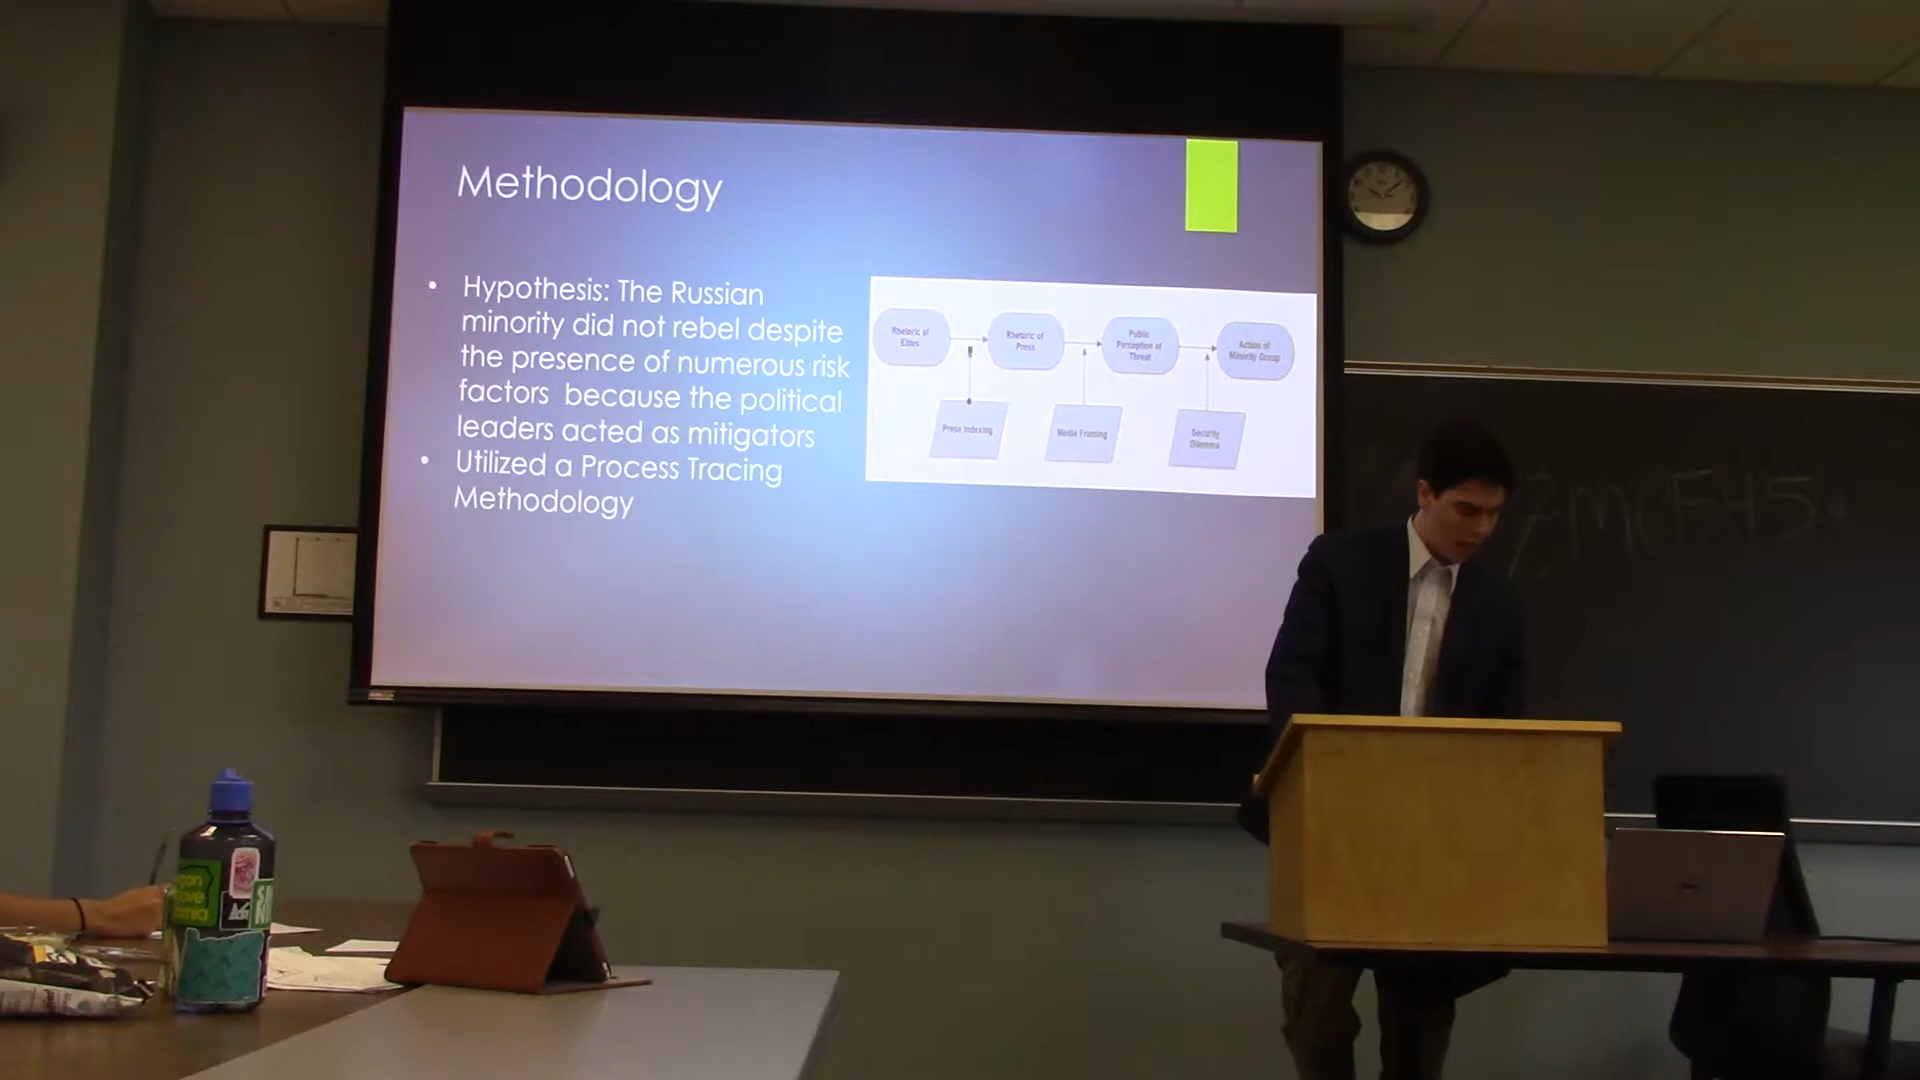 Methodology
• Hypothesis: The Russian
minority did not rebel despite
the presence of numerous risk
factors because the political
leaders acted as mitigators
• Utilized a Process Tracing
Methodology
Rhetoric of
Elites
Rhetoric of
Press
Public
Perception of
Threat
Action of
Minority Group
Press Indexing
Media Framing
Security
Dilemma